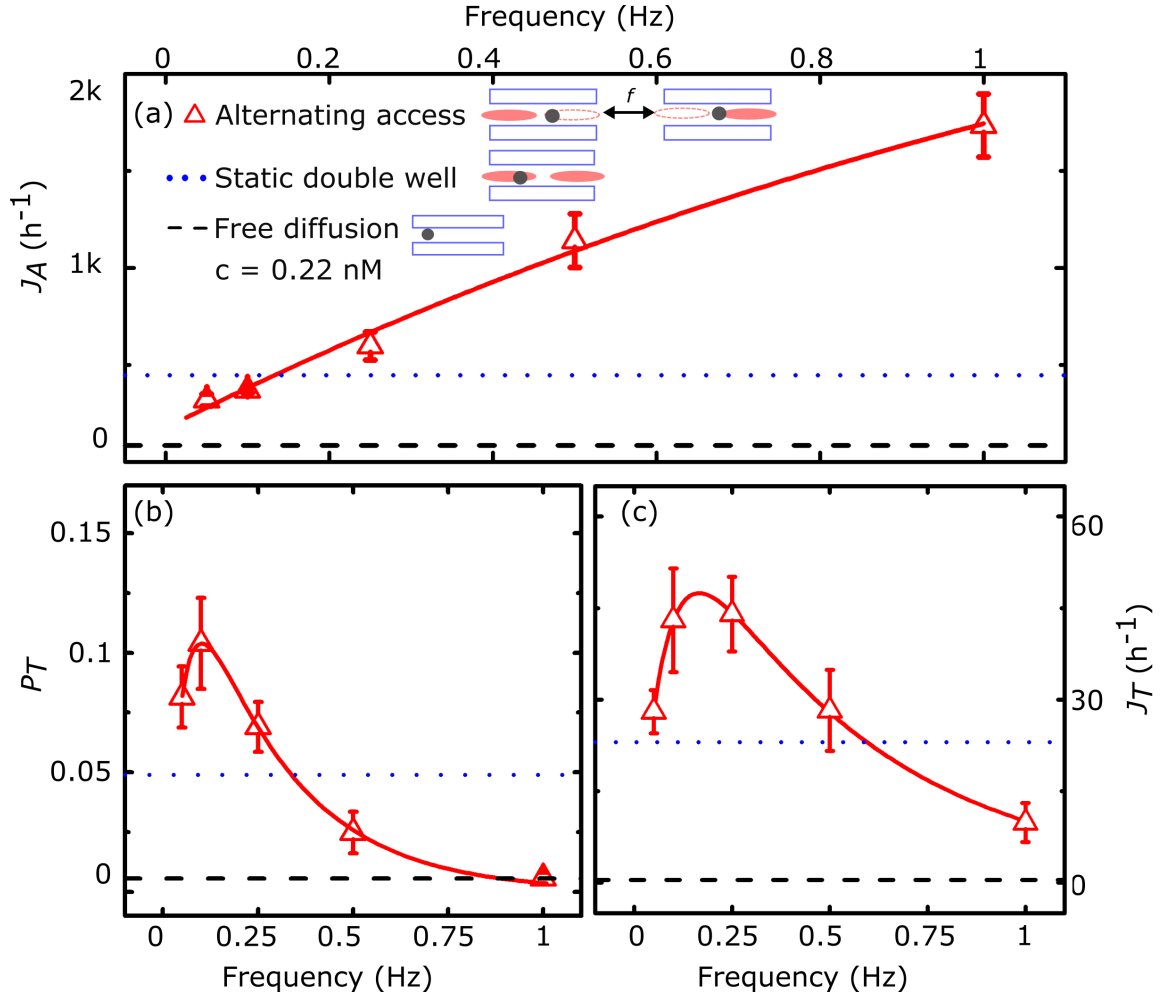 Frequency (Hz)
0 0.2 0.4 0.6 0.8 1
2k
(a) Alternating access
f
Static double well
Free diffusion
c = 0.22 nM
1k
0
J_A (h⁻¹)
(b)
0.15
0.1
0.05
0
P_T
0 0.25 0.5 0.75 1
Frequency (Hz)
(c)
60
30
0
J_T (h⁻¹)
0 0.25 0.5 0.75 1
Frequency (Hz)